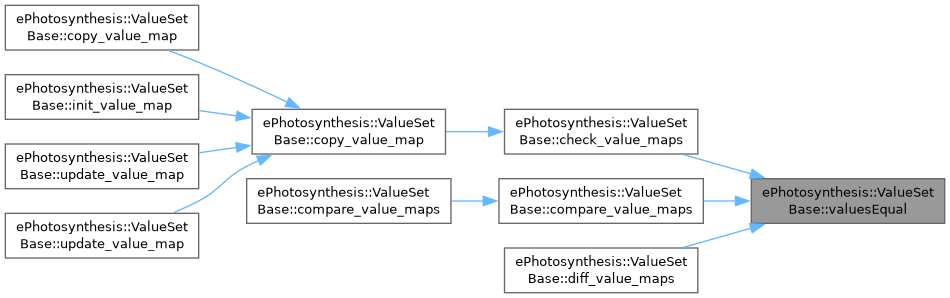 ePhotosynthesis::ValueSet
Base::copy_value_map
ePhotosynthesis::ValueSet
Base::init_value_map
ePhotosynthesis::ValueSet
Base::update_value_map
ePhotosynthesis::ValueSet
Base::update_value_map
ePhotosynthesis::ValueSet
Base::copy_value_map
ePhotosynthesis::ValueSet
Base::compare_value_maps
ePhotosynthesis::ValueSet
Base::check_value_maps
ePhotosynthesis::ValueSet
Base::compare_value_maps
ePhotosynthesis::ValueSet
Base::diff_value_maps
ePhotosynthesis::ValueSet
Base::valuesEqual